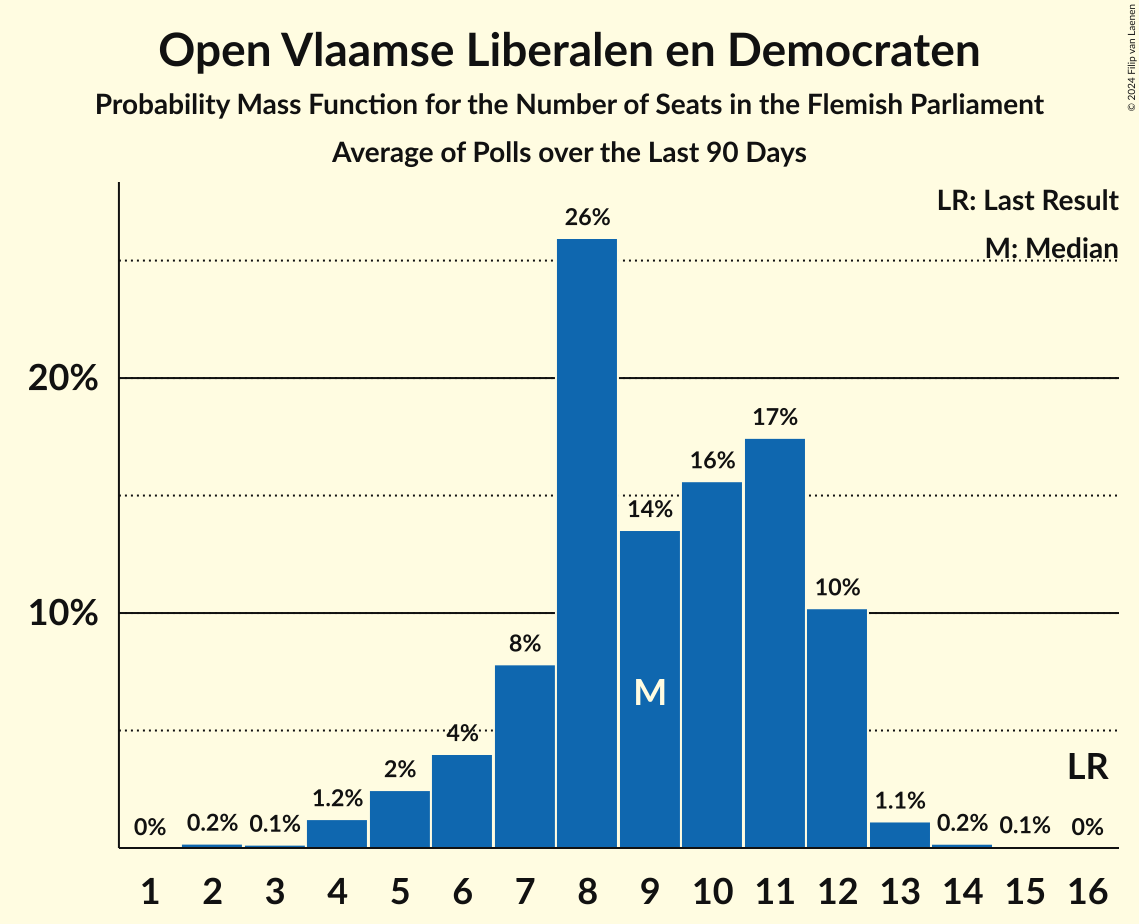 Open Vlaamse Liberalen en Democraten
Probability Mass Function for the Number of Seats in the Flemish Parliament
Average of Polls over the Last 90 Days
© 2024 Filip van Laenen
LR: Last Result
M: Median
20%
10%
0%
0.2%
0.1%
1.2%
2%
4%
8%
26%
14%
16%
17%
10%
1.1%
0.2%
0.1%
0%
M
LR
1 2 3 4 5 6 7 8 9 10 11 12 13 14 15 16